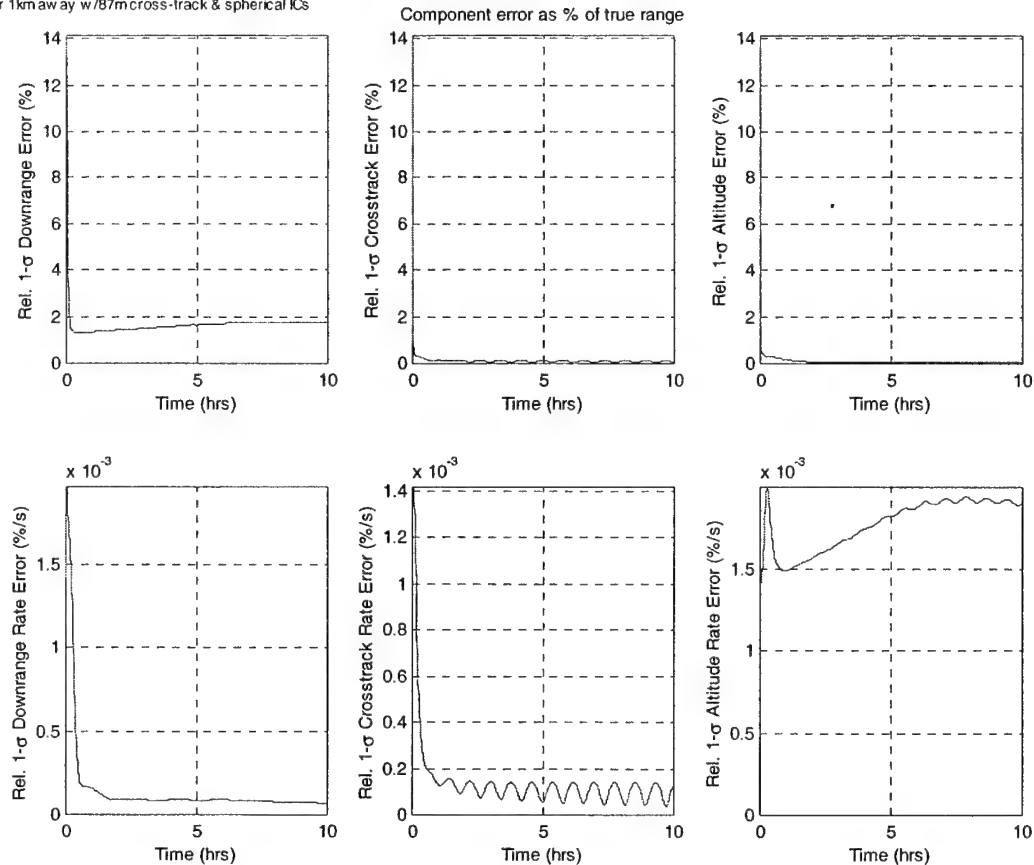 r 1km away w/87m cross-track & spherical ICs
Component error as % of true range
14
12
10
8
6
4
2
0
Rel. 1-σ Downrange Error (%)
0 5 10
Time (hrs)
14
12
10
8
6
4
2
0
Rel. 1-σ Crosstrack Error (%)
0 5 10
Time (hrs)
14
12
10
8
6
4
2
0
Rel. 1-σ Altitude Error (%)
0 5 10
Time (hrs)
x 10-3
1.5
1
0.5
0
Rel. 1-σ Downrange Rate Error (%/s)
0 5 10
Time (hrs)
x 10-3
1.4
1.2
1
0.8
0.6
0.4
0.2
0
Rel. 1-σ Crosstrack Rate Error (%/s)
0 5 10
Time (hrs)
x 10-3
1.5
1
0.5
0
Rel. 1-σ Altitude Rate Error (%/s)
0 5 10
Time (hrs)